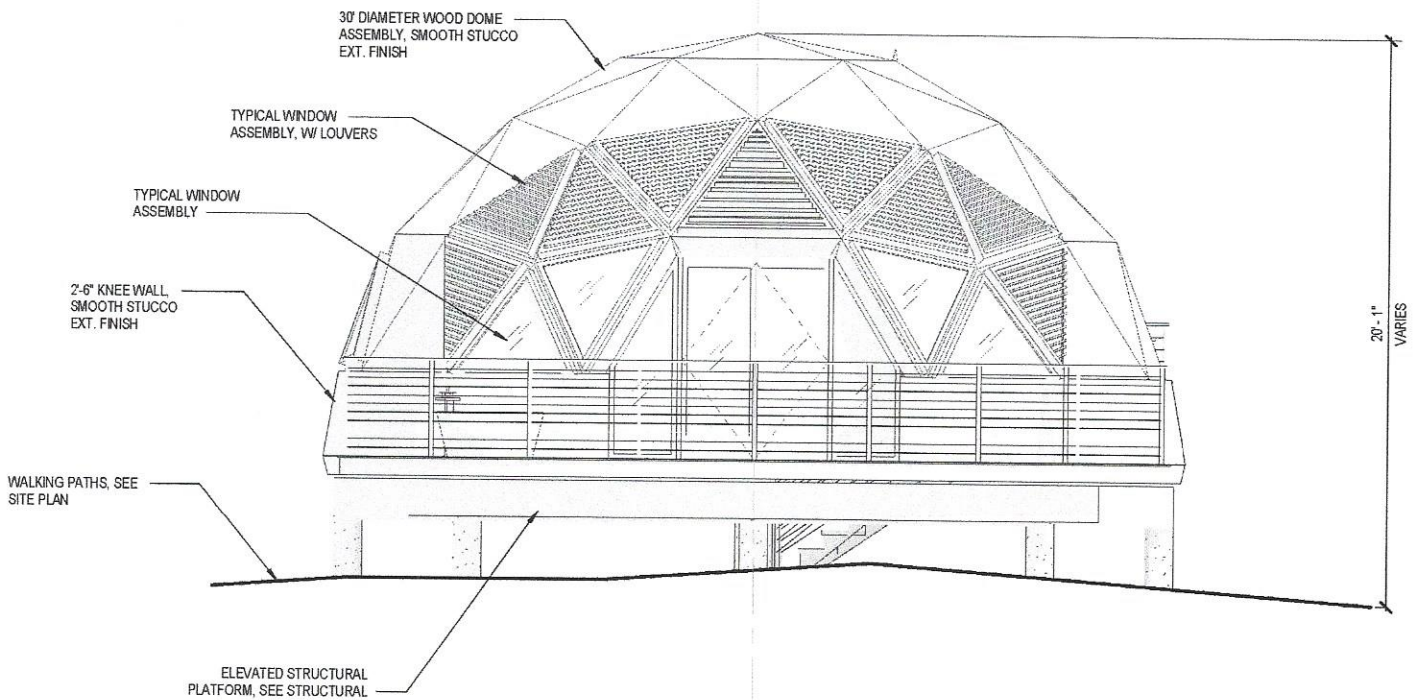 30' DIAMETER WOOD DOME
ASSEMBLY, SMOOTH STUCCO
EXT. FINISH
TYPICAL WINDOW
ASSEMBLY, W/ LOUVERS
TYPICAL WINDOW
ASSEMBLY
2'-6" KNEE WALL,
SMOOTH STUCCO
EXT. FINISH
20' - 1"
VARIES
WALKING PATHS, SEE
SITE PLAN
ELEVATED STRUCTURAL
PLATFORM, SEE STRUCTURAL